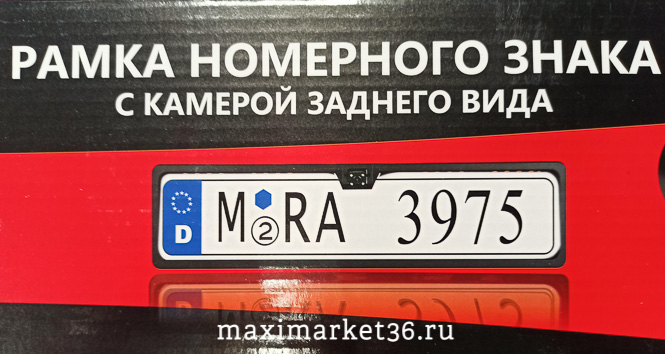 РАМКА НОМЕРНОГО ЗНАКА
С КАМЕРОЙ ЗАДНЕГО ВИДА
D M 2 RA 3975
maximarket36.ru